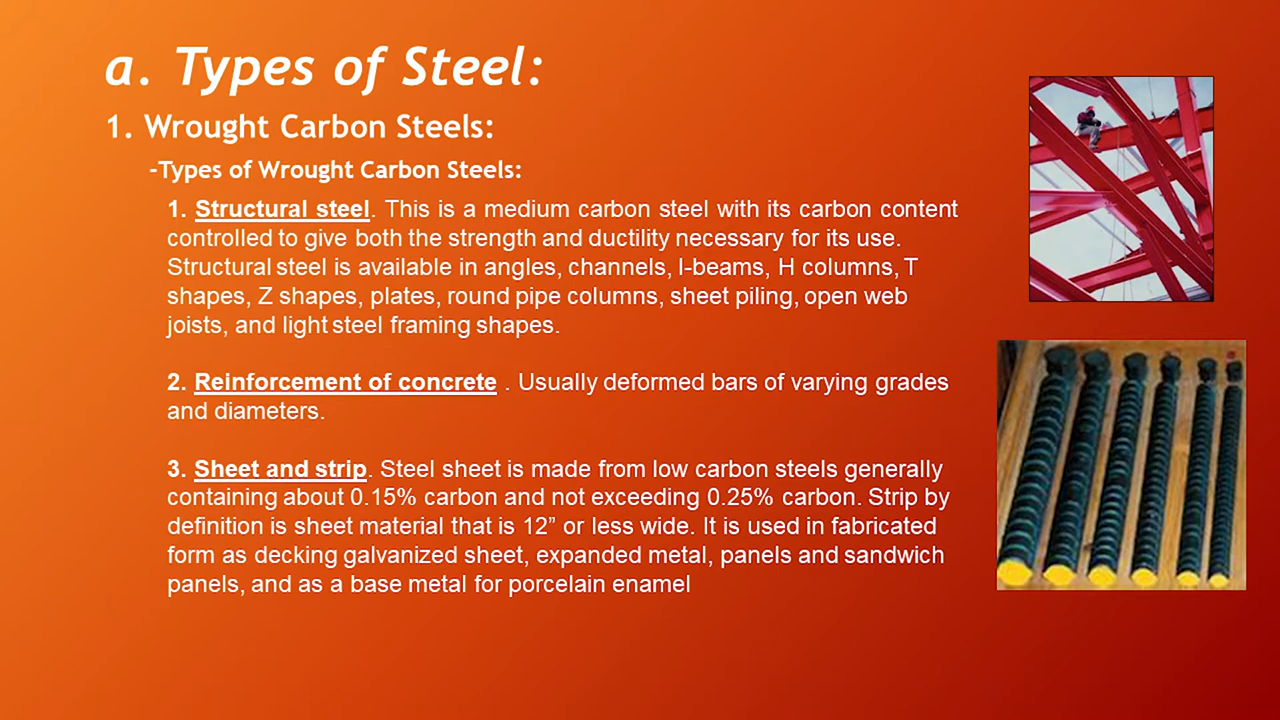 a. Types of Steel:
1. Wrought Carbon Steels:
-Types of Wrought Carbon Steels:
1. Structural steel. This is a medium carbon steel with its carbon content
controlled to give both the strength and ductility necessary for its use.
Structural steel is available in angles, channels, I-beams, H columns, T
shapes, Z shapes, plates, round pipe columns, sheet piling, open web
joists, and light steel framing shapes.
2. Reinforcement of concrete . Usually deformed bars of varying grades
and diameters.
3. Sheet and strip. Steel sheet is made from low carbon steels generally
containing about 0.15% carbon and not exceeding 0.25% carbon. Strip by
definition is sheet material that is 12” or less wide. It is used in fabricated
form as decking galvanized sheet, expanded metal, panels and sandwich
panels, and as a base metal for porcelain enamel